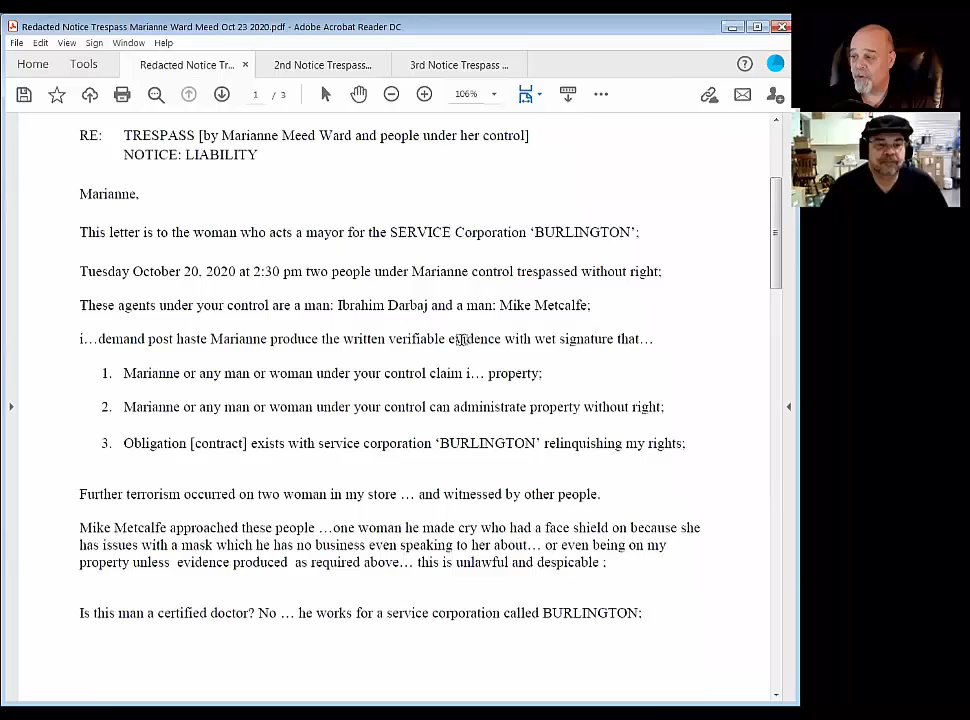 Redacted Notice Trespass Marianne Ward Meed Oct 23 2020.pdf - Adobe Acrobat Reader DC
File Edit View Sign Window Help
Home Tools Redacted Notice Tr... × 2nd Notice Trespass... 3rd Notice Trespass ...
1 / 3 106%
RE: TRESPASS [by Marianne Meed Ward and people under her control]
NOTICE: LIABILITY
Marianne,
This letter is to the woman who acts a mayor for the SERVICE Corporation ‘BURLINGTON’;
Tuesday October 20, 2020 at 2:30 pm two people under Marianne control trespassed without right;
These agents under your control are a man: Ibrahim Darbaj and a man: Mike Metcalfe;
i…demand post haste Marianne produce the written verifiable evidence with wet signature that…
1. Marianne or any man or woman under your control claim i… property;
2. Marianne or any man or woman under your control can administrate property without right;
3. Obligation [contract] exists with service corporation ‘BURLINGTON’ relinquishing my rights;
Further terrorism occurred on two woman in my store … and witnessed by other people.
Mike Metcalfe approached these people …one woman he made cry who had a face shield on because she
has issues with a mask which he has no business even speaking to her about… or even being on my
property unless evidence produced as required above… this is unlawful and despicable ;
Is this man a certified doctor? No … he works for a service corporation called BURLINGTON;